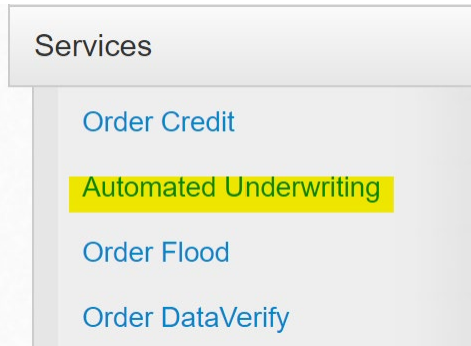 Services
Order Credit
Automated Underwriting
Order Flood
Order DataVerify